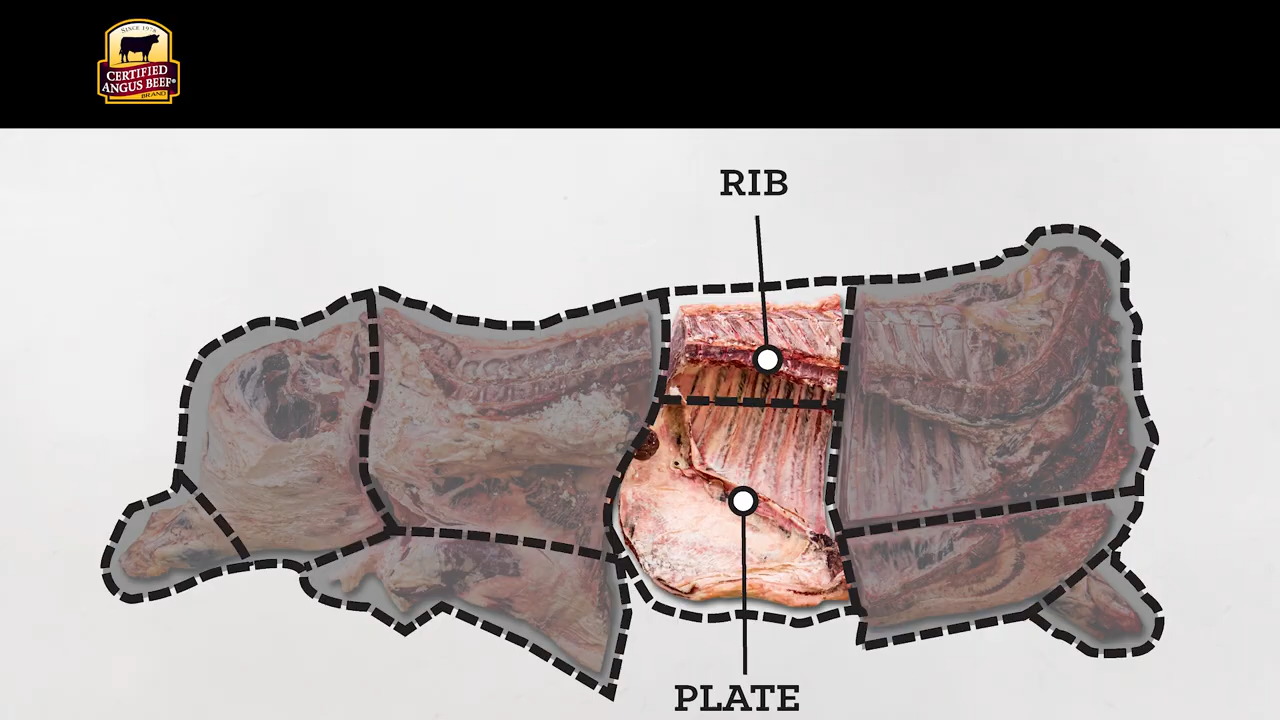 SINCE 1978
CERTIFIED
ANGUS BEEF®
BRAND
RIB
PLATE